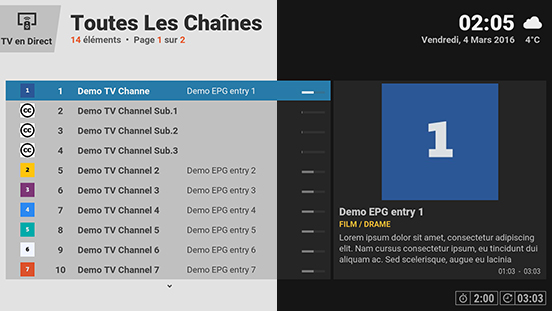 TV en Direct
Toutes Les Chaînes
14 éléments • Page 1 sur 2
02:05
Vendredi, 4 Mars 2016 4°C
1 1 Demo TV Channe Demo EPG entry 1
CC 2 Demo TV Channel Sub.1
CC 3 Demo TV Channel Sub.2
CC 4 Demo TV Channel Sub.3
2 5 Demo TV Channel 2 Demo EPG entry 2
3 6 Demo TV Channel 3 Demo EPG entry 3
4 7 Demo TV Channel 4 Demo EPG entry 4
5 8 Demo TV Channel 5 Demo EPG entry 5
6 9 Demo TV Channel 6 Demo EPG entry 6
7 10 Demo TV Channel 7 Demo EPG entry 7
1
Demo EPG entry 1
FILM / DRAME
Lorem ipsum dolor sit amet, consectetur adipiscing
elit. Nam cursus consectetur ipsum, eu tincidunt dui
aliquam ac. Sed scelerisque, augue eu lacinia
01:03 - 03:03
2:00 03:03